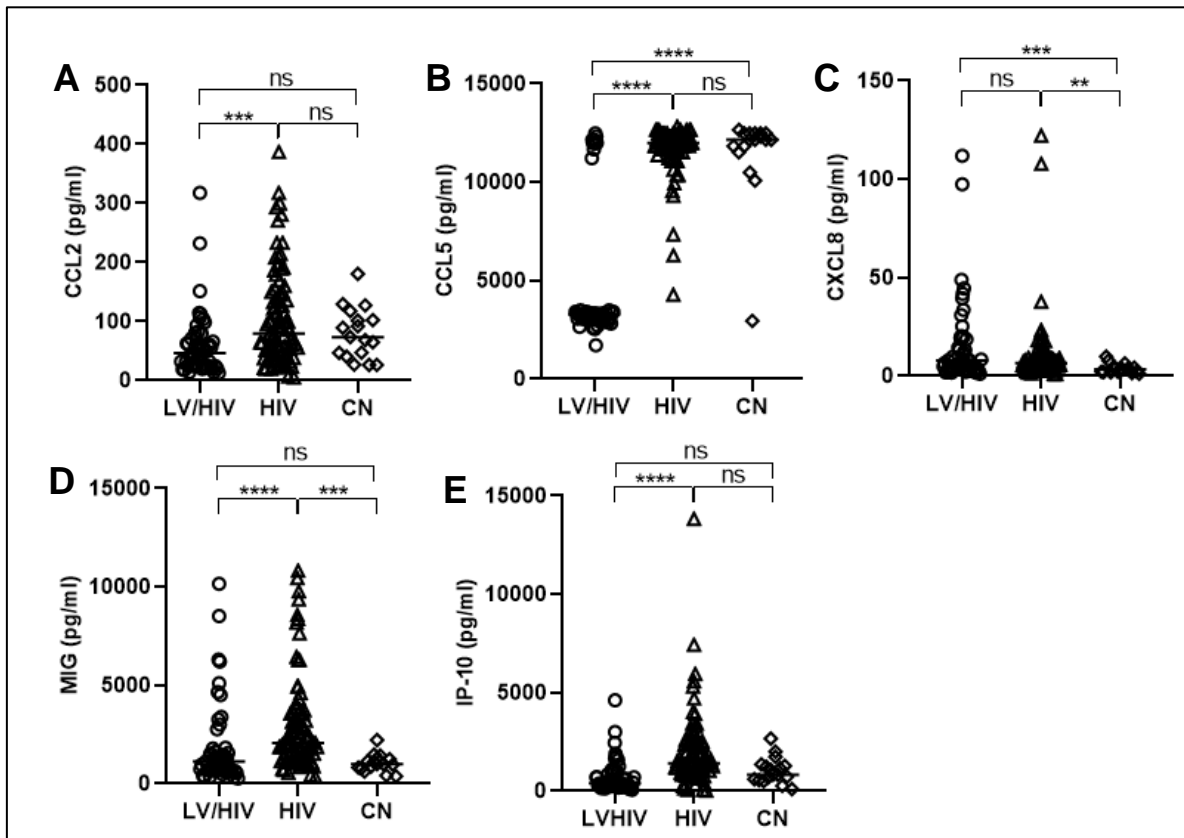 A
ns
*** ns
500
400
300
200
100
0
CCL2 (pg/ml)
LV/HIV HIV CN
B
****
**** ns
15000
10000
5000
0
CCL5 (pg/ml)
LV/HIV HIV CN
C
***
ns **
150
100
50
0
CXCL8 (pg/ml)
LV/HIV HIV CN
D
ns
**** ***
15000
10000
5000
0
MIG (pg/ml)
LV/HIV HIV CN
E
ns
**** ns
15000
10000
5000
0
IP-10 (pg/ml)
LVHIV HIV CN